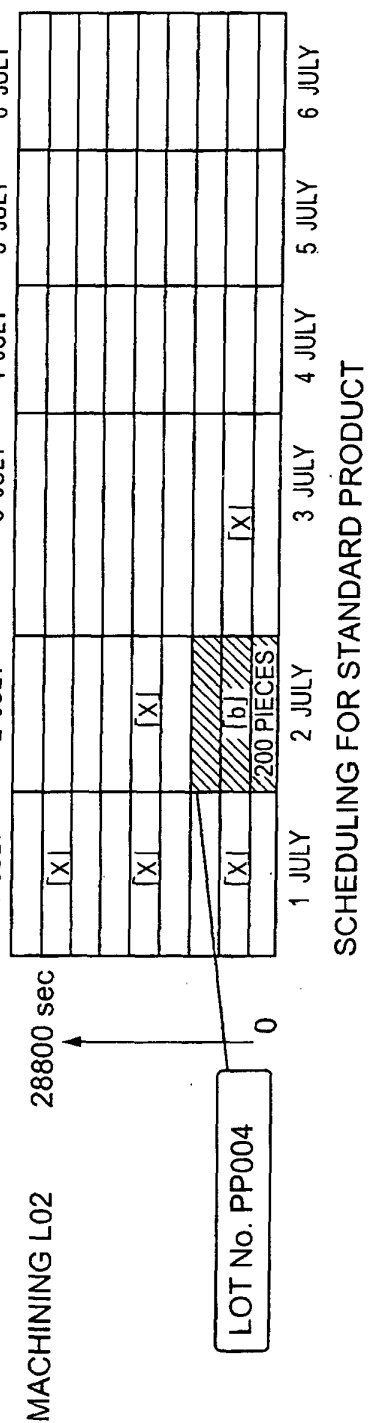 MACHINING L02 28800 sec
「X」
「X」 「X」
「X」 「b」 「X」
200 PIECES
0
LOT No. PP004
1 JULY 2 JULY 3 JULY 4 JULY 5 JULY 6 JULY
SCHEDULING FOR STANDARD PRODUCT